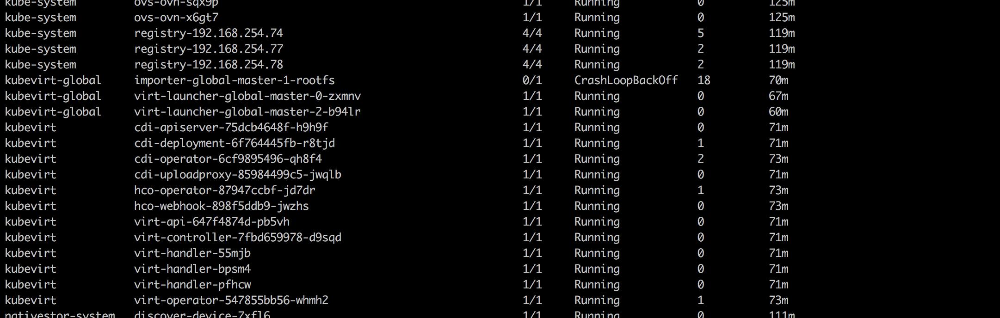 kube-system ovs-ovn-sqx9p 1/1 Running 0 125m
kube-system ovs-ovn-x6gt7 1/1 Running 0 125m
kube-system registry-192.168.254.74 4/4 Running 5 119m
kube-system registry-192.168.254.77 4/4 Running 2 119m
kube-system registry-192.168.254.78 4/4 Running 2 119m
kubevirt-global importer-global-master-1-rootfs 0/1 CrashLoopBackOff 18 70m
kubevirt-global virt-launcher-global-master-0-zxmnv 1/1 Running 0 67m
kubevirt-global virt-launcher-global-master-2-b94lr 1/1 Running 0 60m
kubevirt cdi-apiserver-75dcb4648f-h9h9f 1/1 Running 0 71m
kubevirt cdi-deployment-6f764445fb-r8tjd 1/1 Running 1 71m
kubevirt cdi-operator-6cf9895496-qh8f4 1/1 Running 2 73m
kubevirt cdi-uploadproxy-85984499c5-jwqlb 1/1 Running 0 71m
kubevirt hco-operator-87947ccbf-jd7dr 1/1 Running 1 73m
kubevirt hco-webhook-898f5ddb9-jwzhs 1/1 Running 0 73m
kubevirt virt-api-647f4874d-pb5vh 1/1 Running 0 71m
kubevirt virt-controller-7fbd659978-d9sqd 1/1 Running 0 71m
kubevirt virt-handler-55mjb 1/1 Running 0 71m
kubevirt virt-handler-bpsm4 1/1 Running 0 71m
kubevirt virt-handler-pfhcw 1/1 Running 0 71m
kubevirt virt-operator-547855bb56-whmh2 1/1 Running 1 73m
nativestor-system discover-device-7xfl6 1/1 Running 0 111m